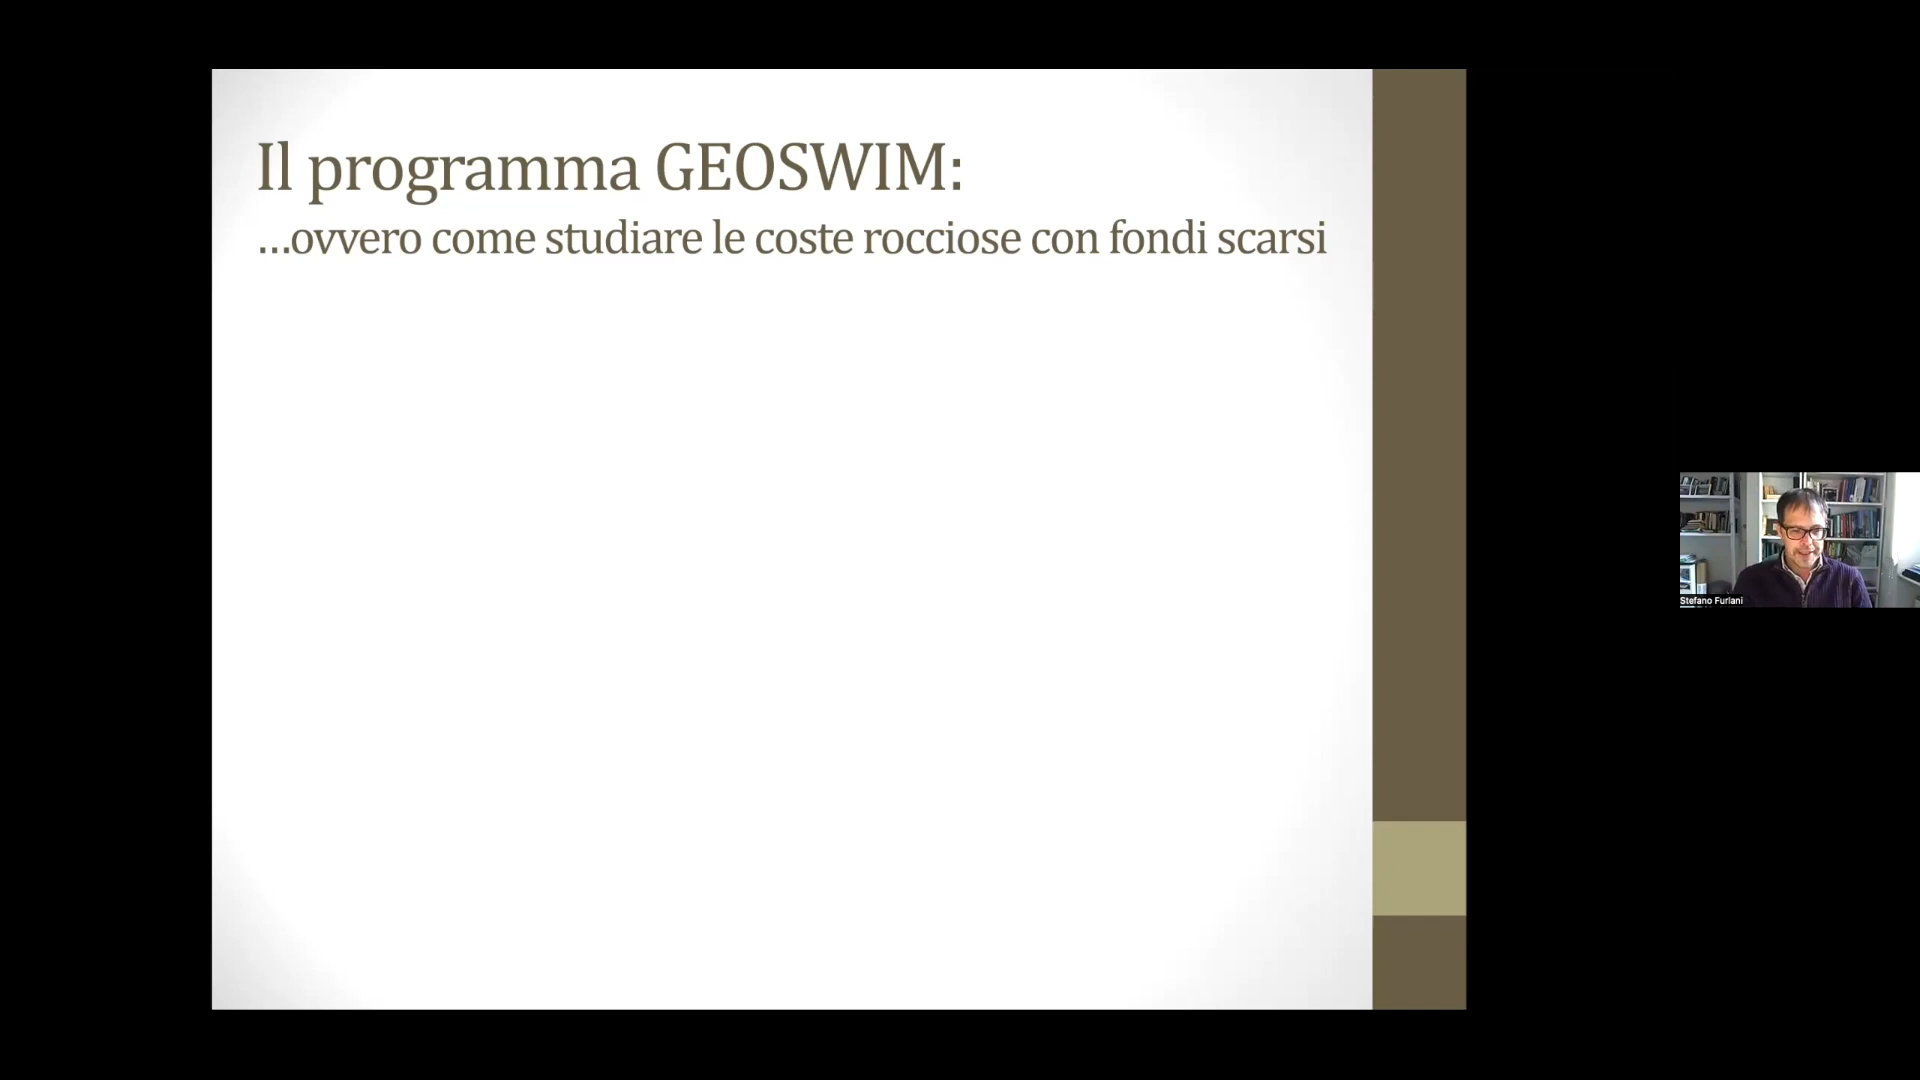 Il programma GEOSWIM:
...ovvero come studiare le coste rocciose con fondi scarsi
Stefano Furlani